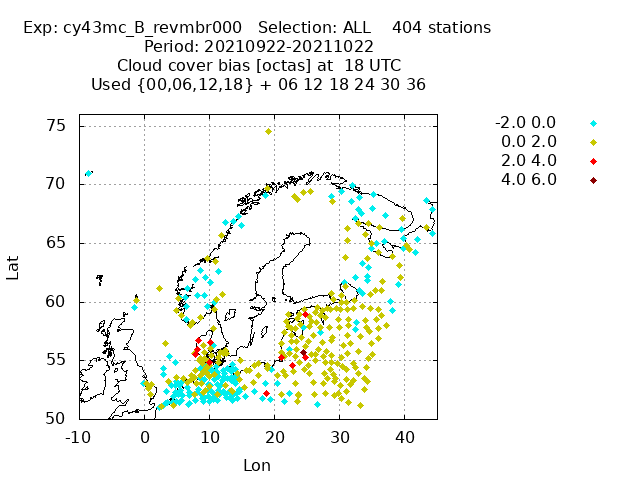 Exp: cy43mc_B_revmbr000 Selection: ALL 404 stations
Period: 20210922-20211022
Cloud cover bias [octas] at 18 UTC
Used {00,06,12,18} + 06 12 18 24 30 36
-2.0 0.0
0.0 2.0
2.0 4.0
4.0 6.0
75
70
65
60
55
50
Lat
-10 0 10 20 30 40
Lon